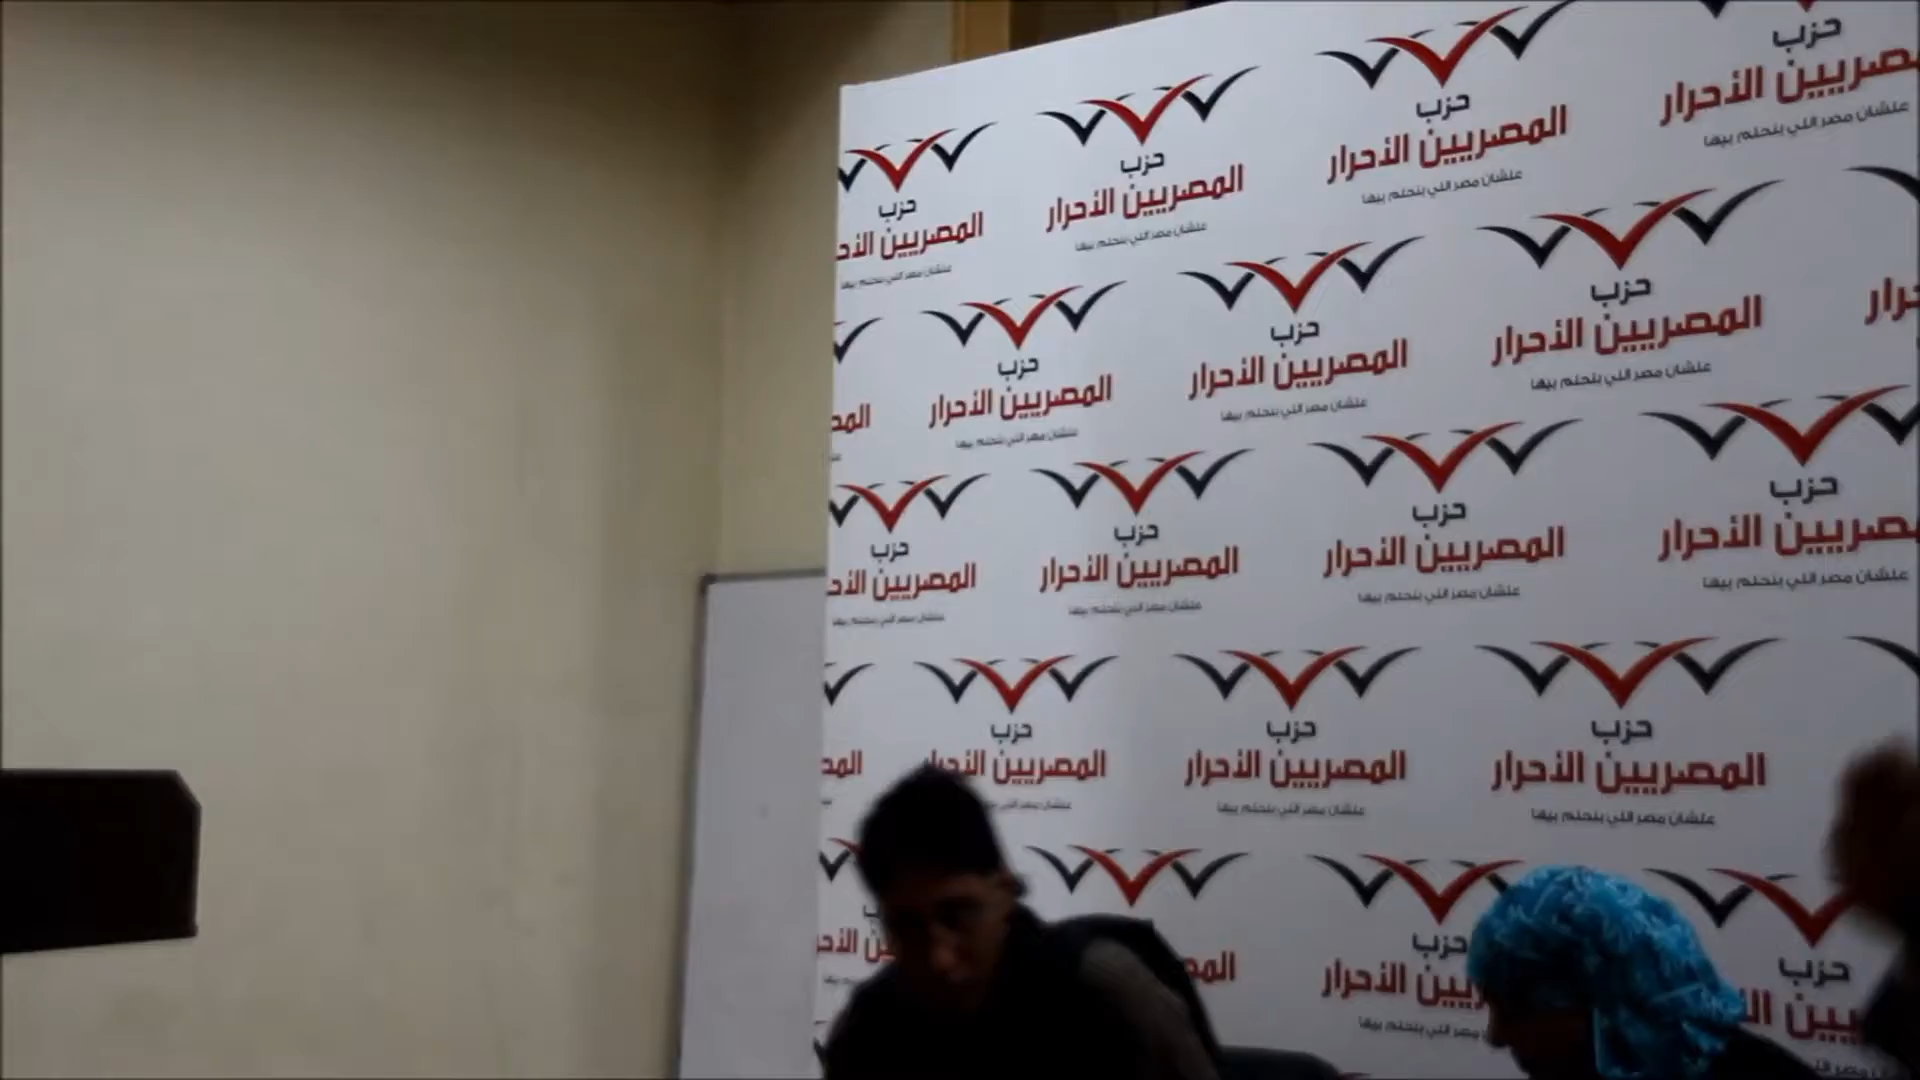 حزب
المصريين الأحرار
علشان مصر اللي بنحلم بيها